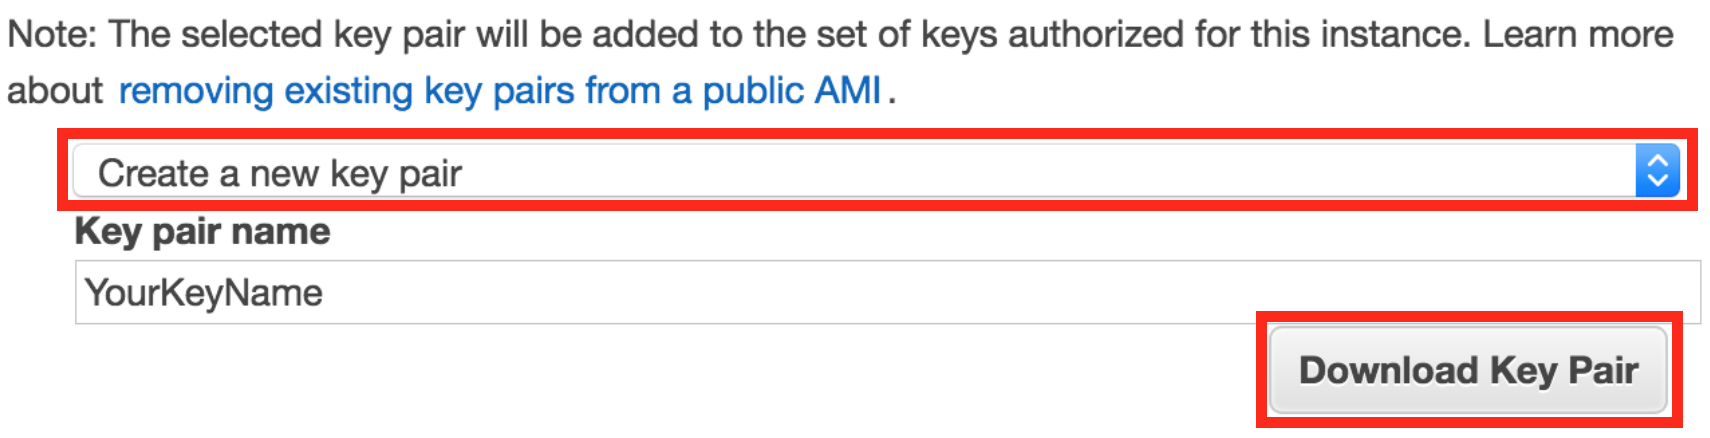 Note: The selected key pair will be added to the set of keys authorized for this instance. Learn more
about removing existing key pairs from a public AMI.
Create a new key pair
Key pair name
YourKeyName
Download Key Pair